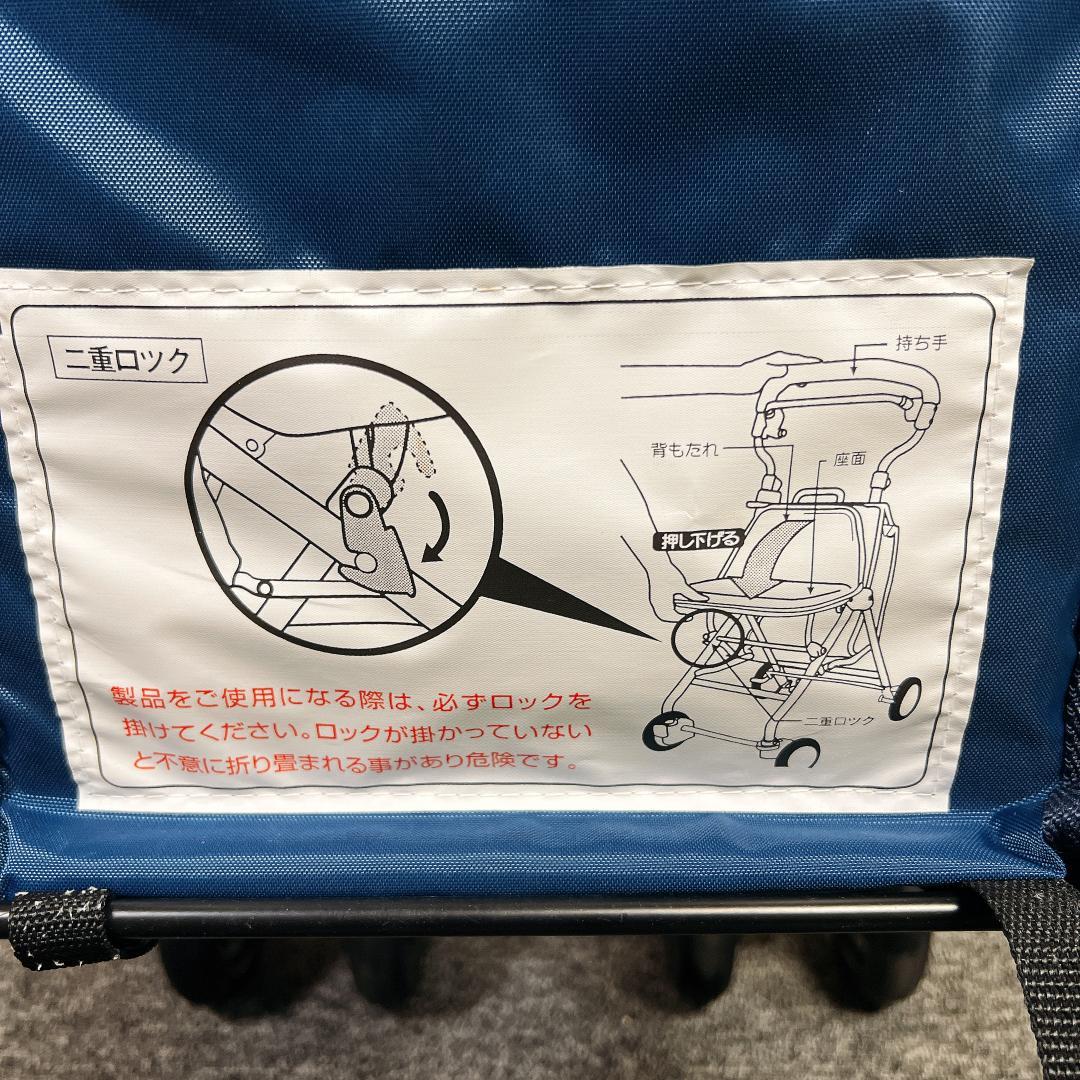 二重ロック
持ち手
背もたれ
座面
押し下げる
二重ロック
製品をご使用になる際は、必ずロックを
掛けてください。ロックが掛かっていない
と不意に折り畳まれる事があり危険です。